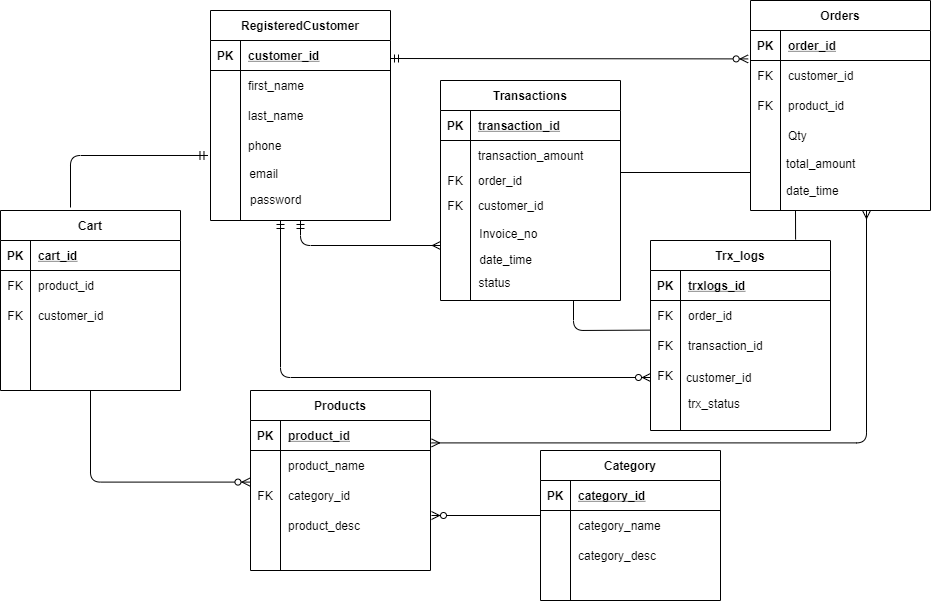 RegisteredCustomer
PK customer_id
first_name
last_name
phone
email
password
Orders
PK order_id
FK customer_id
FK product_id
Qty
total_amount
date_time
Transactions
PK transaction_id
transaction_amount
FK order_id
FK customer_id
Invoice_no
date_time
status
Cart
PK cart_id
FK product_id
FK customer_id
Trx_logs
PK trxlogs_id
FK order_id
FK transaction_id
FK customer_id
trx_status
Products
PK product_id
product_name
FK category_id
product_desc
Category
PK category_id
category_name
category_desc